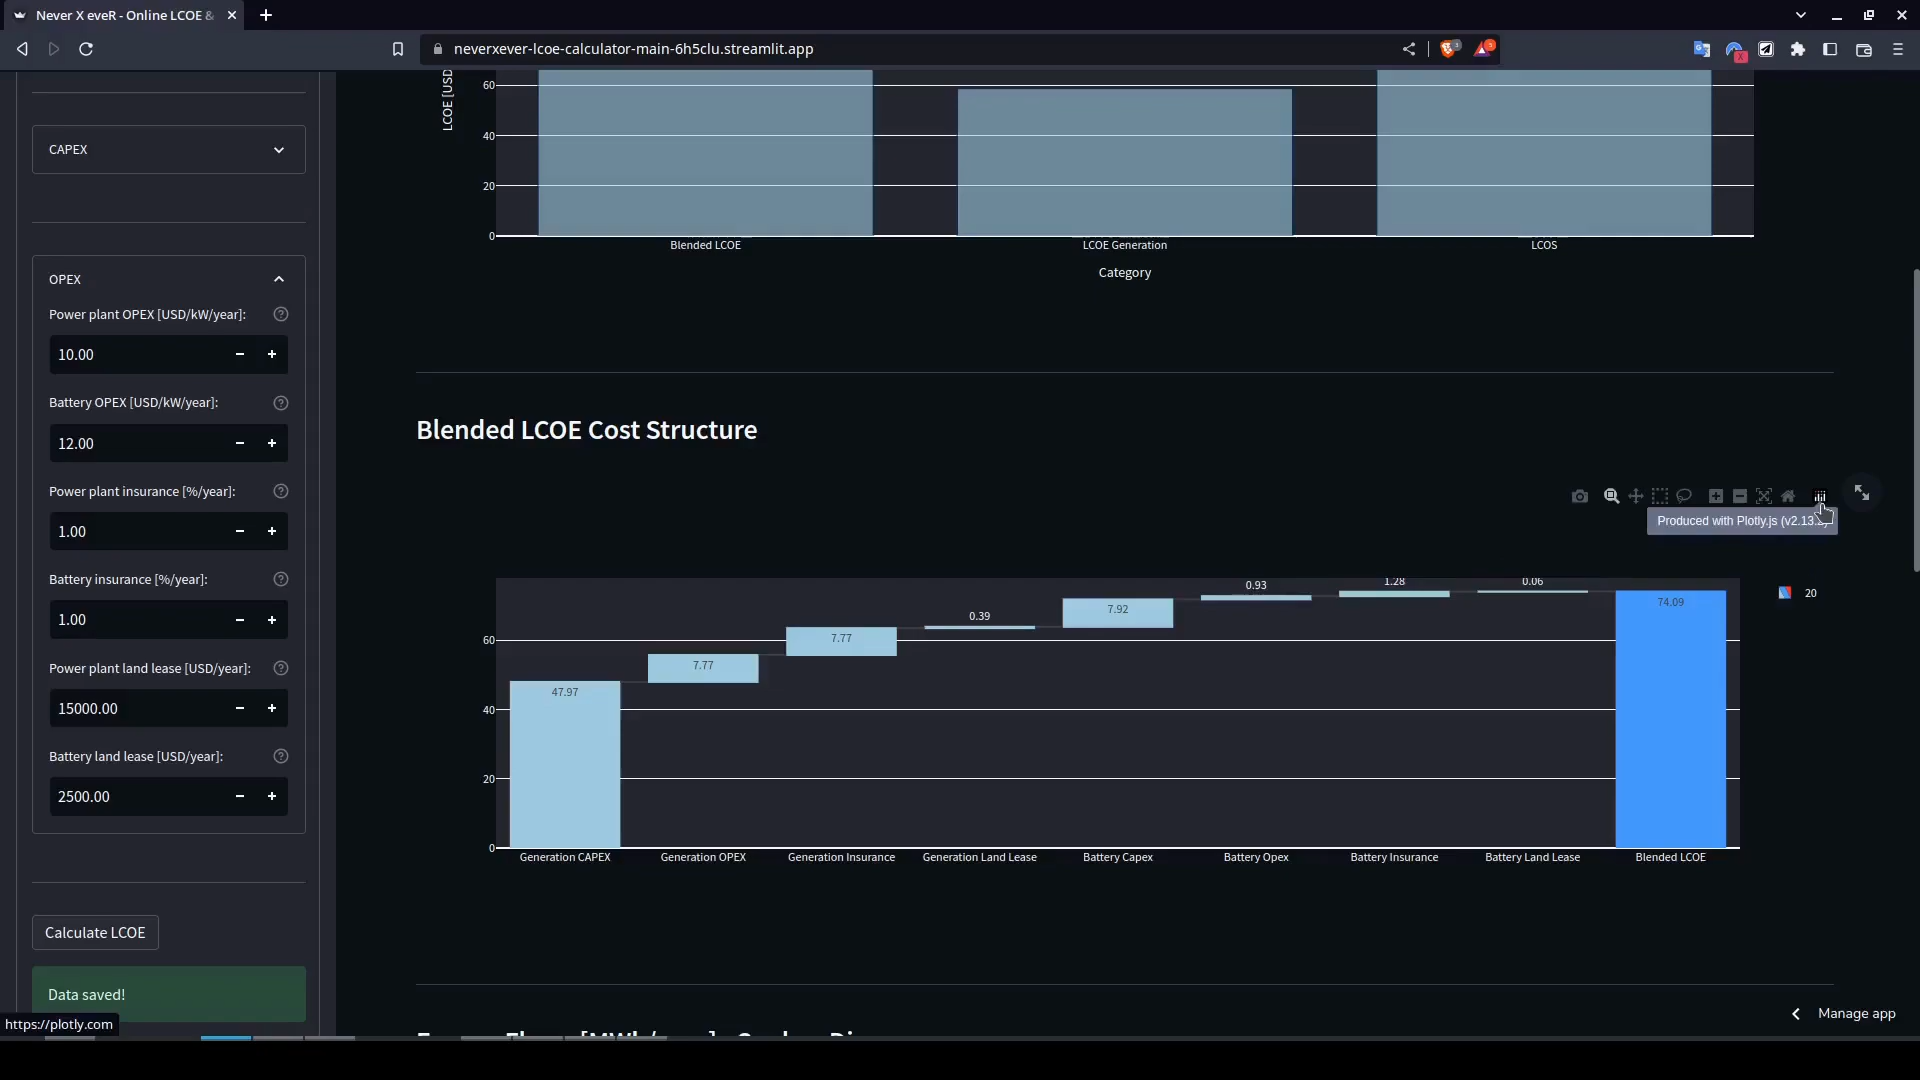 Never X eveR - Online LCOE &
neverxever-lcoe-calculator-main-6h5clu.streamlit.app
CAPEX
OPEX
Power plant OPEX [USD/kW/year]:
10.00
Battery OPEX [USD/kW/year]:
12.00
Power plant insurance [%/year]:
1.00
Battery insurance [%/year]:
1.00
Power plant land lease [USD/year]:
15000.00
Battery land lease [USD/year]:
2500.00
Calculate LCOE
Data saved!
https://plotly.com
LCOE [USD
60
40
20
0
Blended LCOE
LCOE Generation
LCOS
Category
Blended LCOE Cost Structure
Produced with Plotly.js (v2.13.
0.93
1.28
0.06
20
7.92
74.09
0.39
7.77
60
7.77
47.97
40
20
0
Generation CAPEX
Generation OPEX
Generation Insurance
Generation Land Lease
Battery Capex
Battery Opex
Battery Insurance
Battery Land Lease
Blended LCOE
Manage app